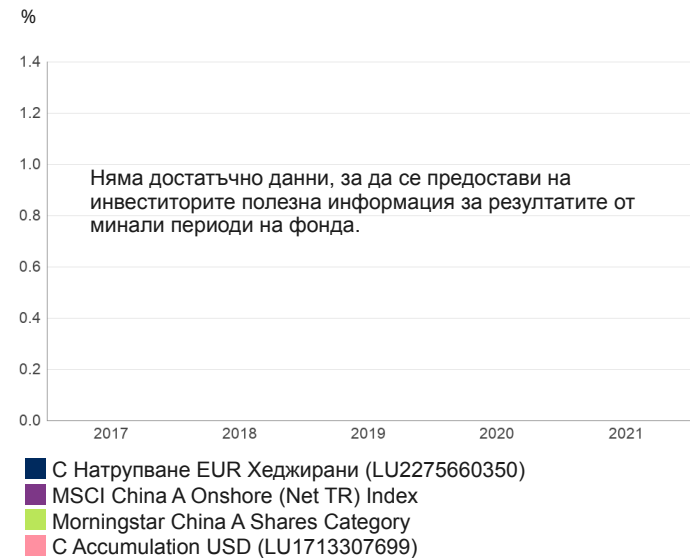 %
1.4
1.2
1.0
Няма достатъчно данни, за да се предостави на
инвеститорите полезна информация за резултатите от
минали периоди на фонда.
0.8
0.6
0.4
0.2
0.0
2017 2018 2019 2020 2021
C Натрупване EUR Хеджирани (LU2275660350)
MSCI China A Onshore (Net TR) Index
Morningstar China A Shares Category
C Accumulation USD (LU1713307699)